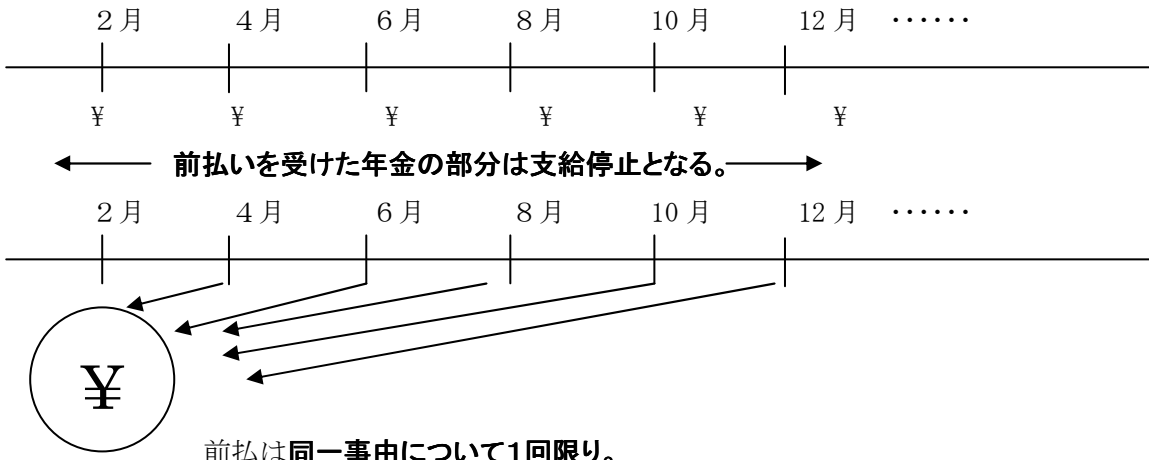 2月 4月 6月 8月 10月 12月 ・・・・・・
¥ ¥ ¥ ¥ ¥ ¥
前払いを受けた年金の部分は支給停止となる。
2月 4月 6月 8月 10月 12月 ・・・・・・
¥
前払は同一事由について1回限り。